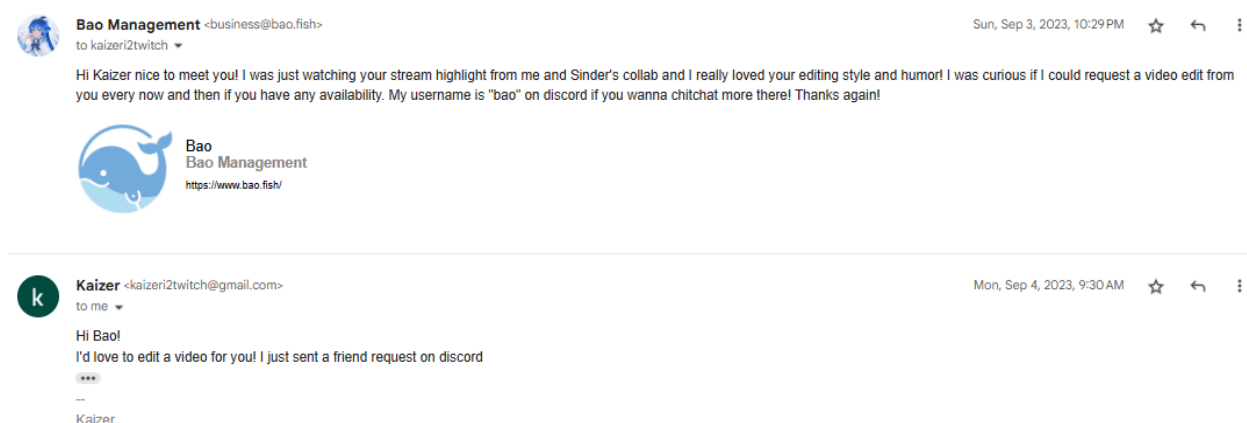 Bao Management <business@bao.fish>
Sun, Sep 3, 2023, 10:29 PM
to kaizeri2twitch
Hi Kaizer nice to meet you! I was just watching your stream highlight from me and Sinder's collab and I really loved your editing style and humor! I was curious if I could request a video edit from
you every now and then if you have any availability. My username is "bao" on discord if you wanna chitchat more there! Thanks again!
Bao
Bao Management
https://www.bao.fish/
k
Kaizer <kaizeri2twitch@gmail.com>
Mon, Sep 4, 2023, 9:30 AM
to me
Hi Bao!
I'd love to edit a video for you! I just sent a friend request on discord
--
Kaizer